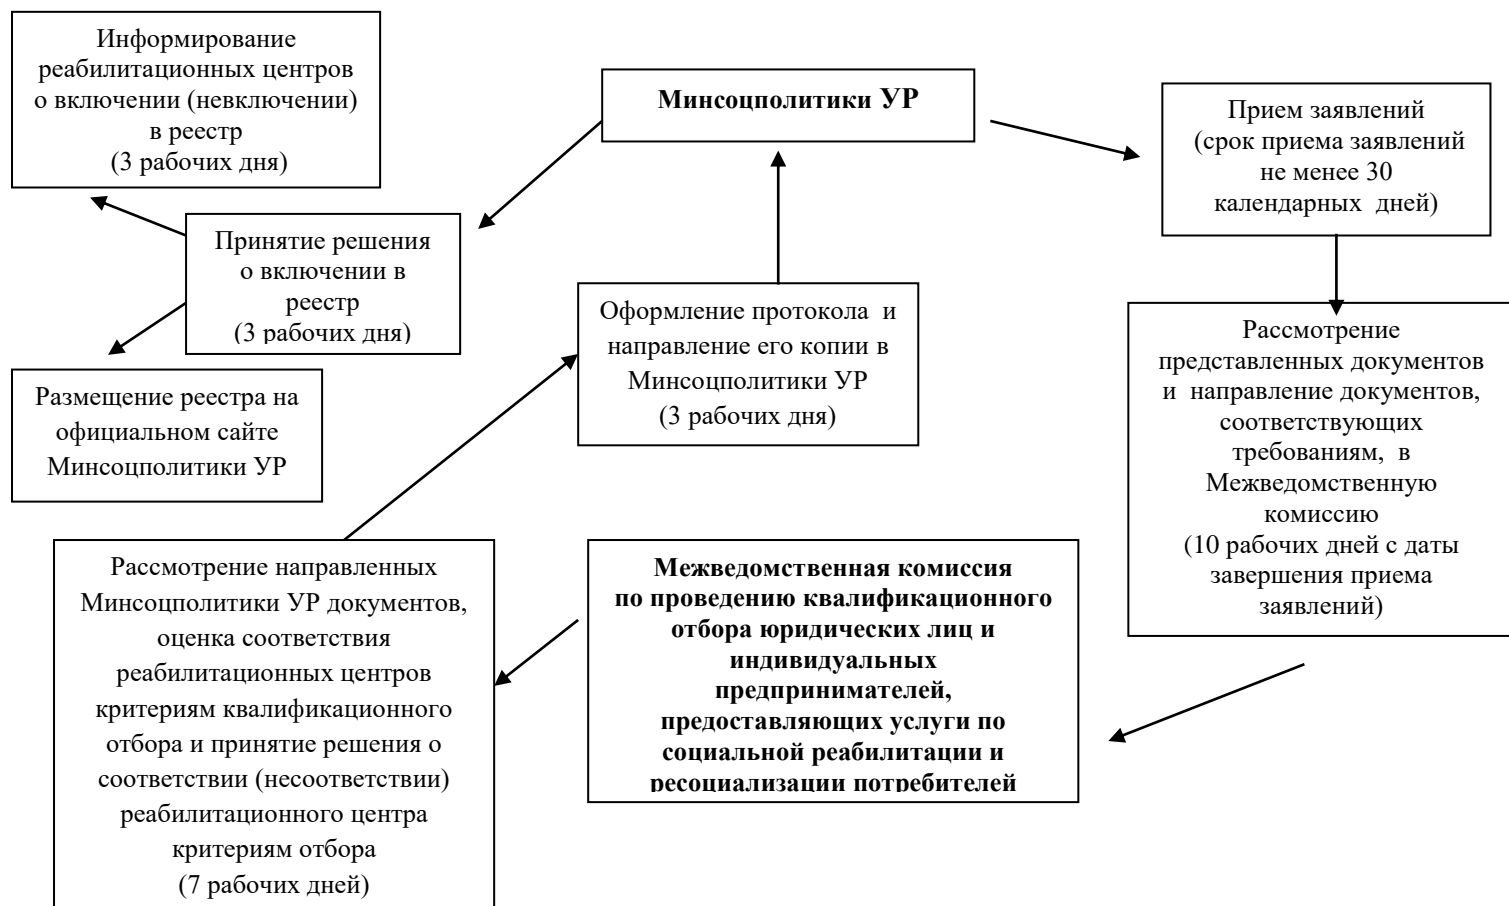 Информирование
реабилитационных центров
о включении (невключении)
в реестр
(3 рабочих дня)
Минсоцполитики УР
Прием заявлений
(срок приема заявлений
не менее 30
календарных дней)
Принятие решения
о включении в
реестр
(3 рабочих дня)
Оформление протокола и
направление его копии в
Минсоцполитики УР
(3 рабочих дня)
Рассмотрение
представленных документов
и направление документов,
соответствующих
требованиям, в
Межведомственную
комиссию
(10 рабочих дней с даты
завершения приема
заявлений)
Размещение реестра на
официальном сайте
Минсоцполитики УР
Рассмотрение направленных
Минсоцполитики УР документов,
оценка соответствия
реабилитационных центров
критериям квалификационного
отбора и принятие решения о
соответствии (несоответствии)
реабилитационного центра
критериям отбора
(7 рабочих дней)
Межведомственная комиссия
по проведению квалификационного
отбора юридических лиц и
индивидуальных
предпринимателей,
предоставляющих услуги по
социальной реабилитации и
ресоциализации потребителей